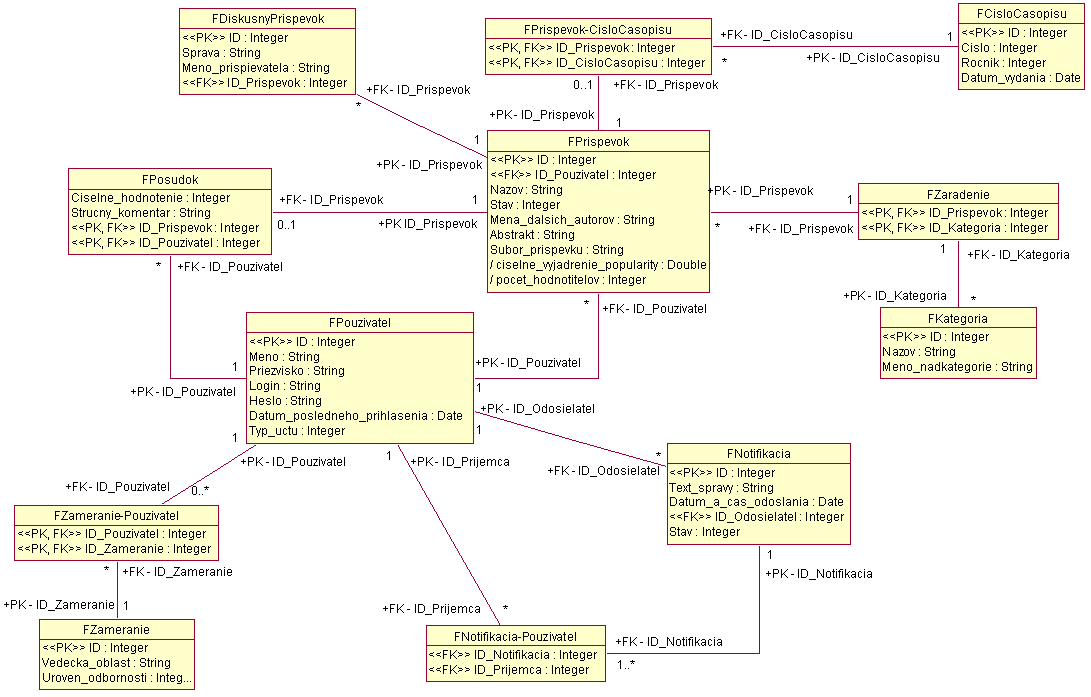 FDiskusnyPrispevok
<<PK>> ID : Integer
Sprava : String
Meno_prispievatela : String
<<FK>> ID_Prispevok : Integer
FPrispevok-CisloCasopisu
<<PK, FK>> ID_Prispevok : Integer
<<PK, FK>> ID_CisloCasopisu : Integer
FCisloCasopisu
<<PK>> ID : Integer
Cislo : Integer
Rocnik : Integer
Datum_vydania : Date
+FK - ID_CisloCasopisu
1
*
+PK - ID_CisloCasopisu
0..1
+FK - ID_Prispevok
+PK - ID_Prispevok
1
+FK - ID_Prispevok
*
1
+PK - ID_Prispevok
FPrispevok
<<PK>> ID : Integer
<<FK>> ID_Pouzivatel : Integer
Nazov : String
Stav : Integer
Mena_dalsich_autorov : String
Abstrakt : String
Subor_prispevku : String
/ ciselne_vyjadrenie_popularity : Double
/ pocet_hodnotitelov : Integer
FPosudok
Ciselne_hodnotenie : Integer
Strucny_komentar : String
<<PK, FK>> ID_Prispevok : Integer
<<PK, FK>> ID_Pouzivatel : Integer
+FK - ID_Prispevok
1
0..1
+PK ID_Prispevok
+PK - ID_Prispevok
1
*
+FK - ID_Prispevok
FZaradenie
<<PK, FK>> ID_Prispevok : Integer
<<PK, FK>> ID_Kategoria : Integer
1
+FK - ID_Kategoria
+PK - ID_Kategoria
*
FKategoria
<<PK>> ID : Integer
Nazov : String
Meno_nadkategorie : String
*
+FK - ID_Pouzivatel
1
+PK - ID_Pouzivatel
*
+FK - ID_Pouzivatel
+PK - ID_Pouzivatel
1
FPouzivatel
<<PK>> ID : Integer
Meno : String
Priezvisko : String
Login : String
Heslo : String
Datum_posledneho_prihlasenia : Date
Typ_uctu : Integer
+PK - ID_Odosielatel
1
*
+FK - ID_Odosielatel
1
+PK - ID_Pouzivatel
+FK - ID_Pouzivatel
0..*
1
+PK - ID_Prijemca
+FK - ID_Prijemca
*
FNotifikacia
<<PK>> ID : Integer
Text_spravy : String
Datum_a_cas_odoslania : Date
<<FK>> ID_Odosielatel : Integer
Stav : Integer
1
+PK - ID_Notifikacia
+FK - ID_Notifikacia
1..*
FZameranie-Pouzivatel
<<PK, FK>> ID_Pouzivatel : Integer
<<PK, FK>> ID_Zameranie : Integer
*
+FK - ID_Zameranie
+PK - ID_Zameranie
1
FZameranie
<<PK>> ID : Integer
Vedecka_oblast : String
Uroven_odbornosti : Integ...
FNotifikacia-Pouzivatel
<<FK>> ID_Notifikacia : Integer
<<FK>> ID_Prijemca : Integer